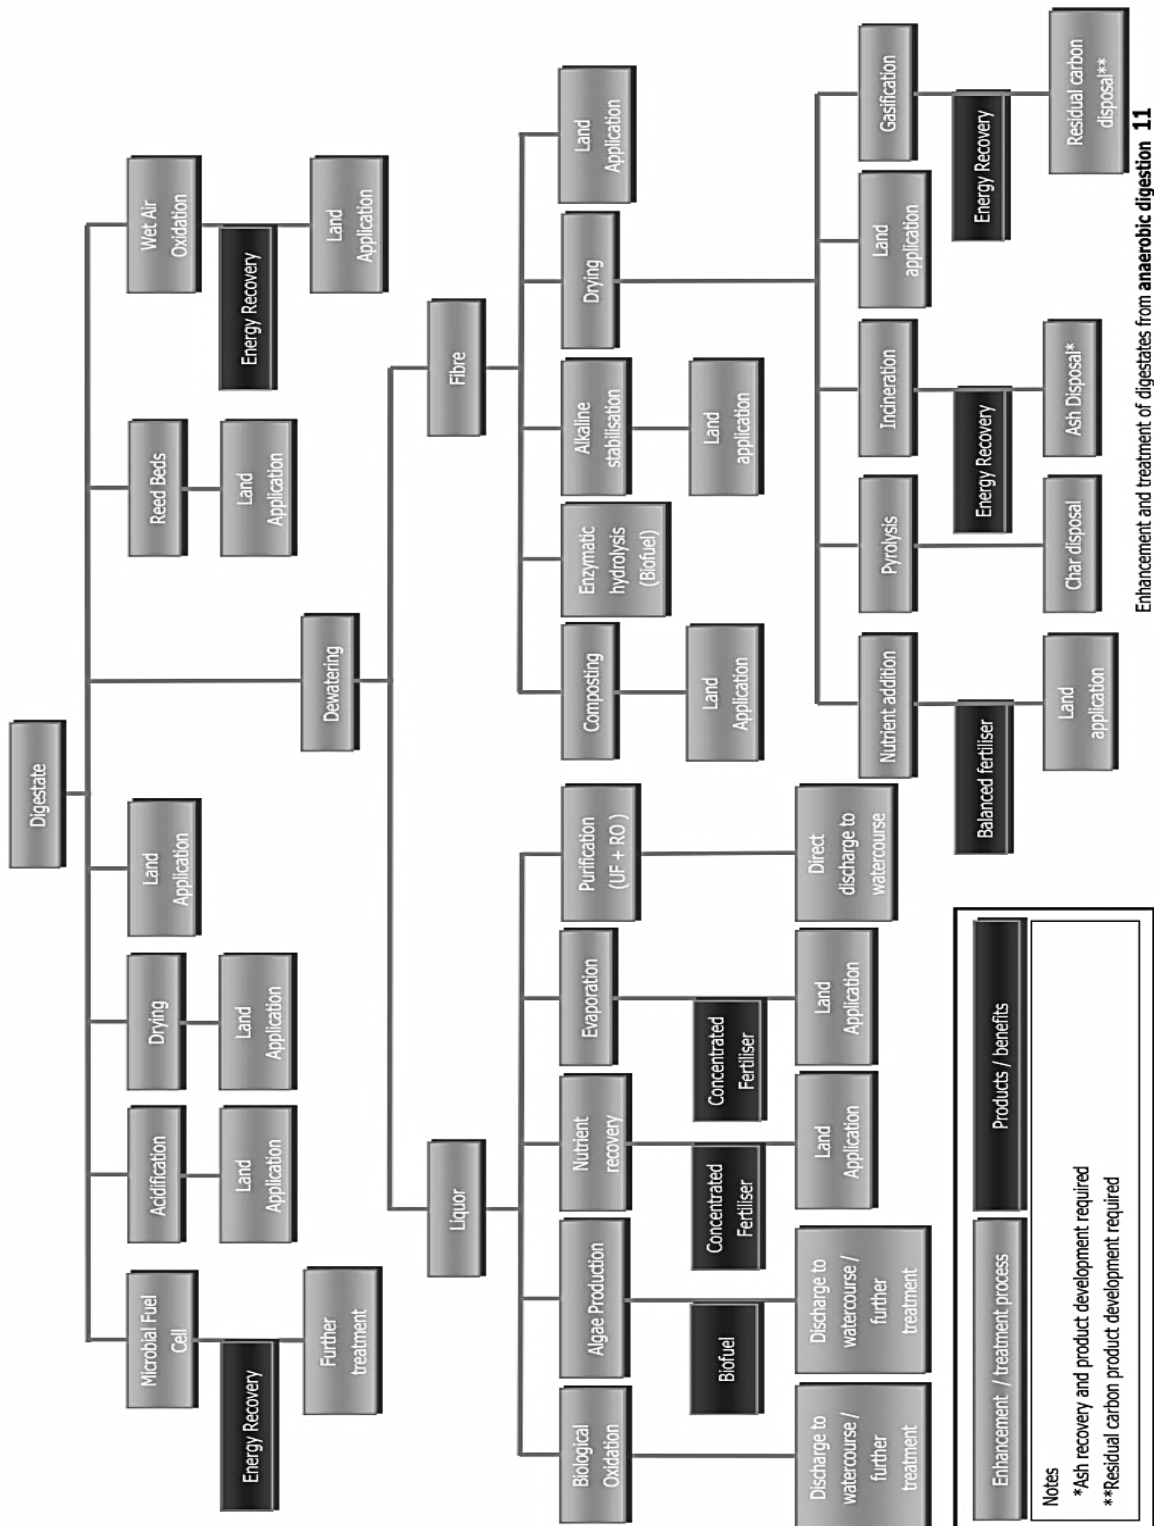 Digestate
Microbial Fuel
Cell
Acidification
Drying
Land
Application
Reed Beds
Wet Air
Oxidation
Energy Recovery
Land
Application
Land
Application
Land
Application
Energy Recovery
Further
treatment
Dewatering
Land
Application
Liquor
Fibre
Biological
Oxidation
Algae Production
Nutrient
recovery
Evaporation
Purification
(UF + RO )
Composting
Enzymatic
hydrolysis
(Biofuel)
Alkaline
stabilisation
Drying
Land
Application
Biofuel
Concentrated
Fertiliser
Concentrated
Fertiliser
Land
Application
Land
application
Discharge to
watercourse /
further
treatment
Discharge to
watercourse /
further
treatment
Land
Application
Land
Application
Direct
discharge to
watercourse
Nutrient addition
Pyrolysis
Incineration
Land
application
Gasification
Balanced fertiliser
Energy Recovery
Energy Recovery
Land
application
Char disposal
Ash Disposal*
Residual carbon
disposal**
Enhancement / treatment process
Products / benefits
Notes
*Ash recovery and product development required
**Residual carbon product development required
Enhancement and treatment of digestates from anaerobic digestion 11